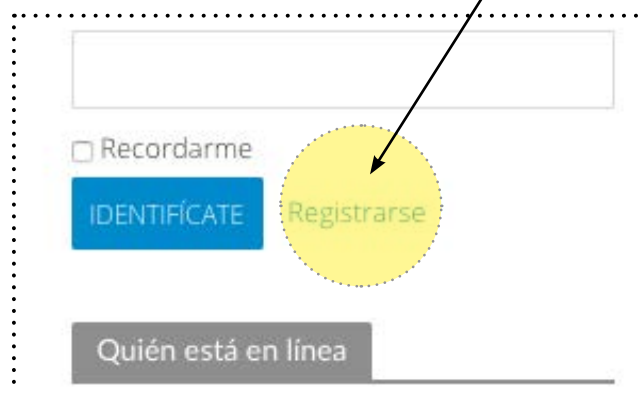 Recordarme
IDENTIFÍCATE Registrarse
Quién está en línea